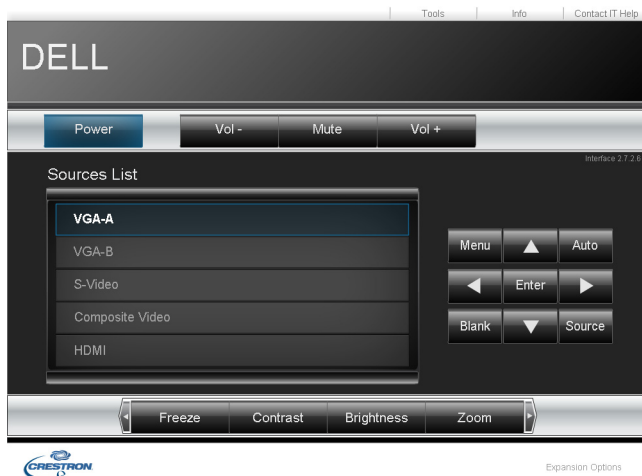 Tools Info Contact IT Help
DELL
Power Vol - Mute Vol +
Interface 2.7.2.6
Sources List
VGA-A
VGA-B
S-Video
Composite Video
HDMI
Menu Auto
Enter
Blank Source
Freeze Contrast Brightness Zoom
CRESTRON
Expansion Options